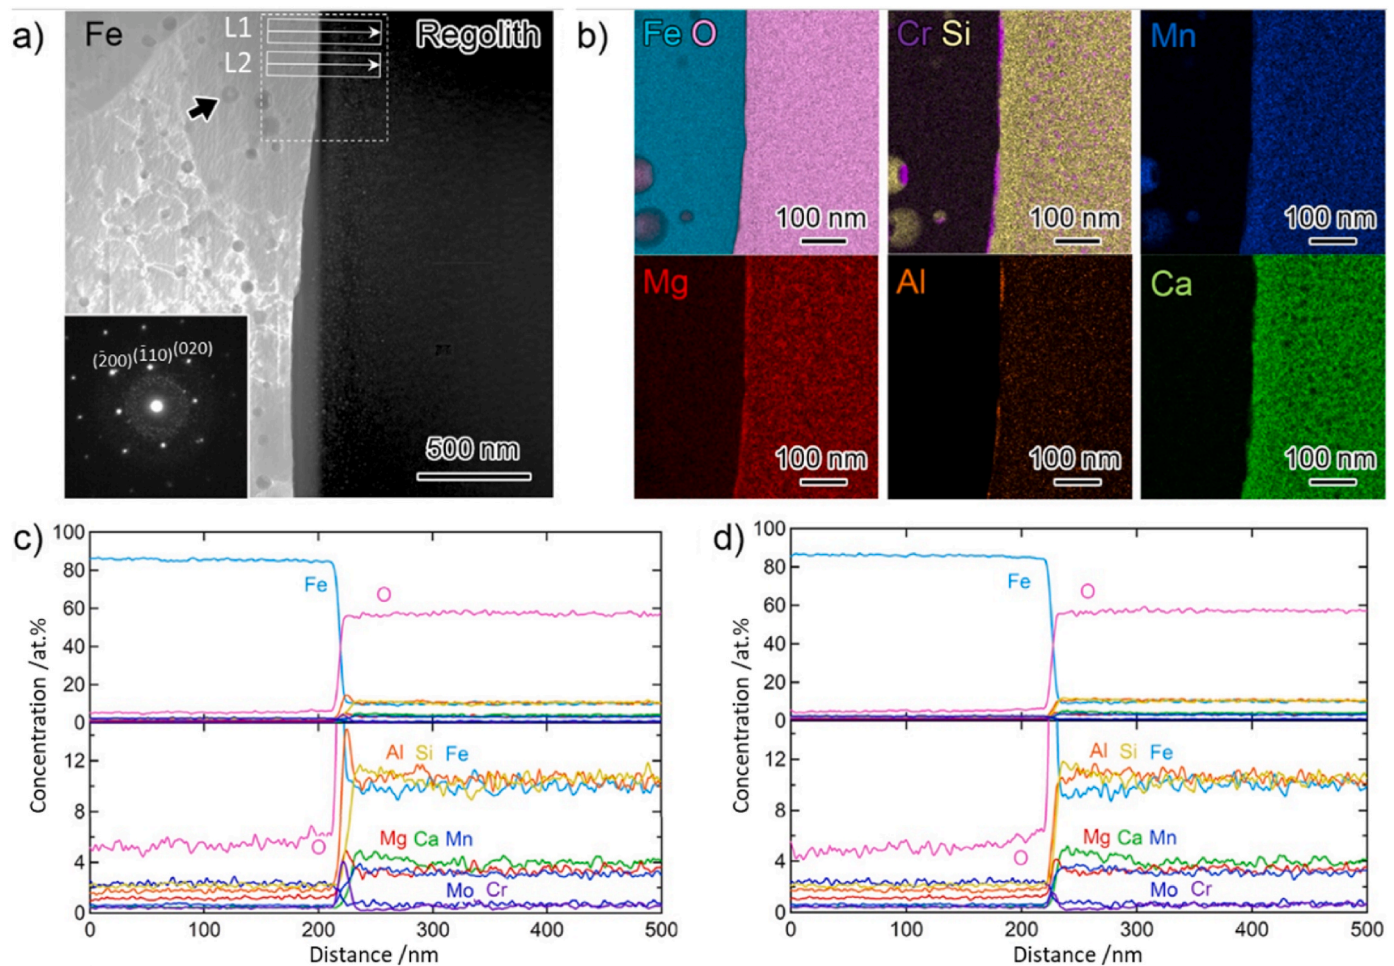 a)
Fe
L1
L2
Regolith
(2̄00)(1̄10)(020)
500 nm
b)
Fe O
100 nm
Cr Si
100 nm
Mn
100 nm
Mg
100 nm
Al
100 nm
Ca
100 nm
c)
Concentration /at.%
100
80
60
40
20
0
12
8
4
0
Fe
O
Al Si Fe
Mg Ca Mn
O
Mo Cr
0 100 200 300 400 500
Distance /nm
d)
Concentration /at.%
100
80
60
40
20
0
12
8
4
0
Fe
O
Al Si Fe
Mg Ca Mn
O
Mo Cr
0 100 200 300 400 500
Distance /nm